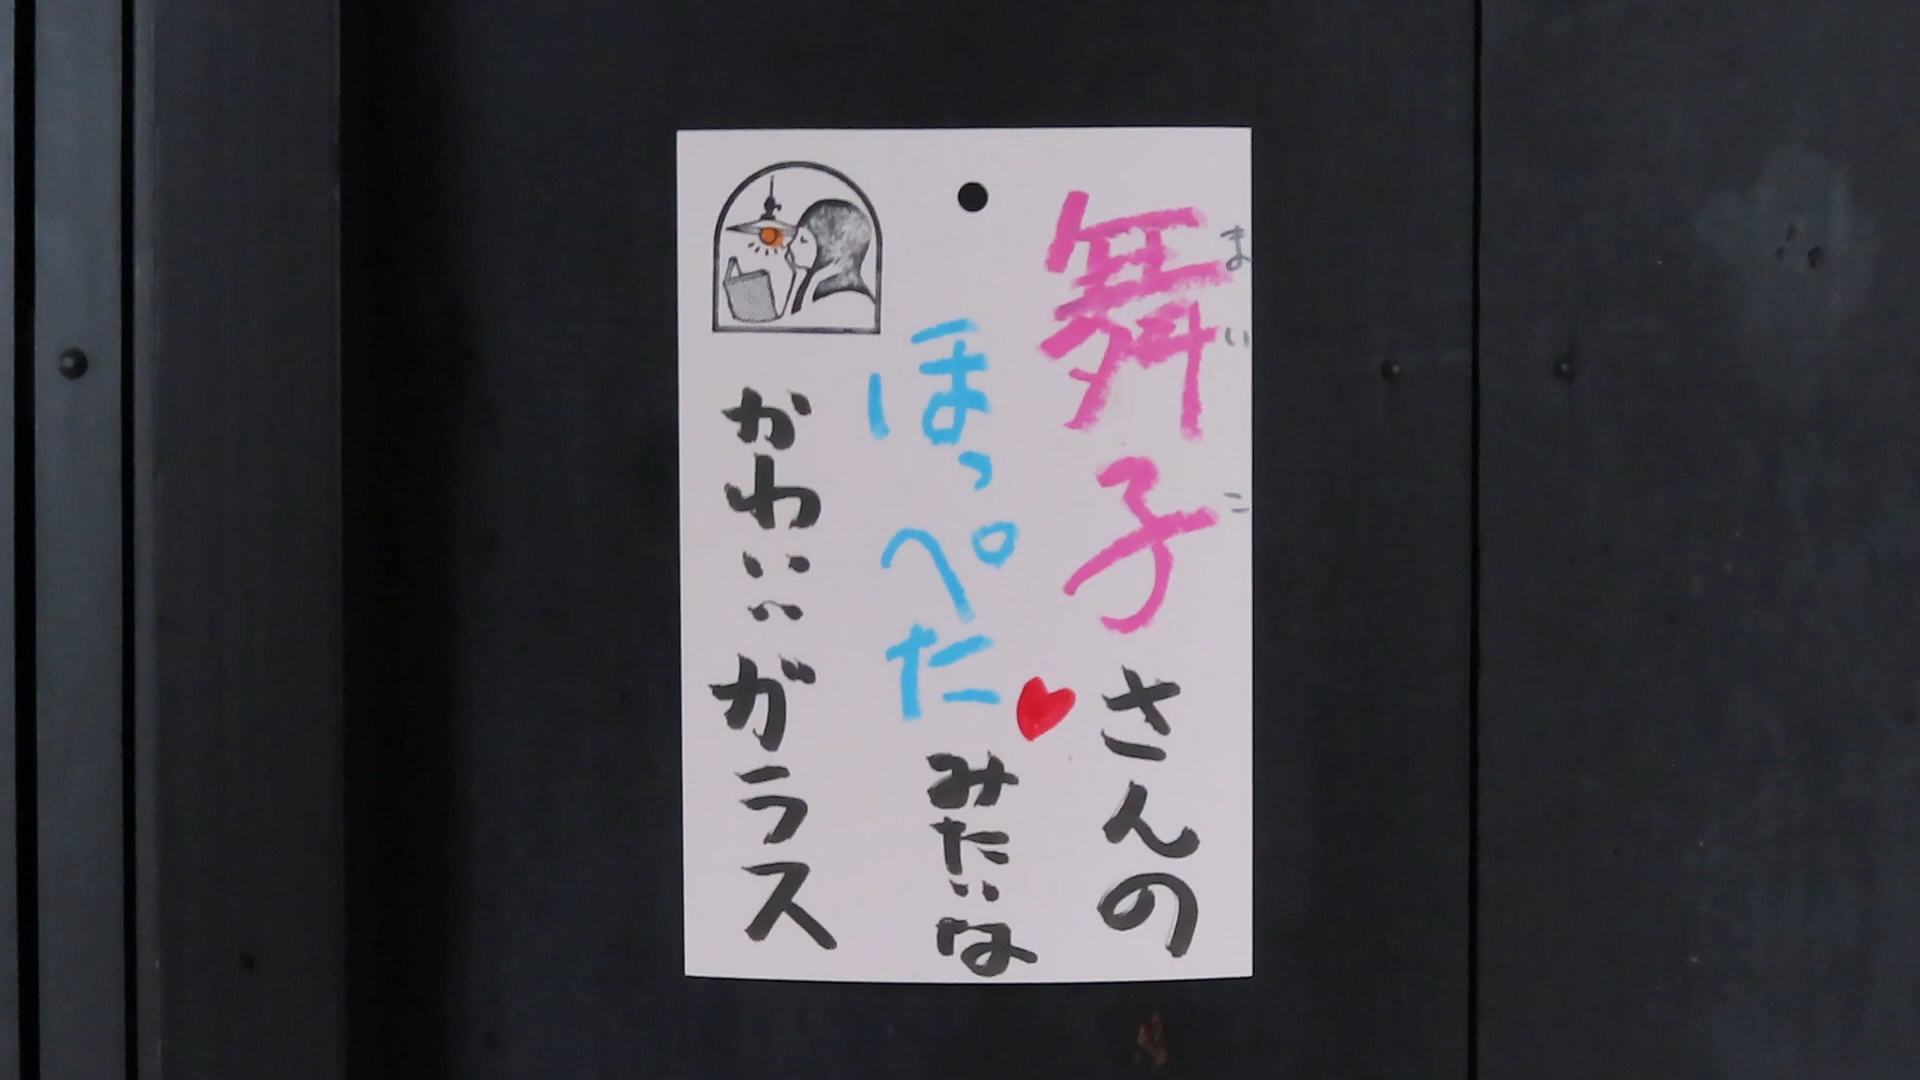 舞子さんの
まいこ
ほっぺたみたいな
かわいいガラス